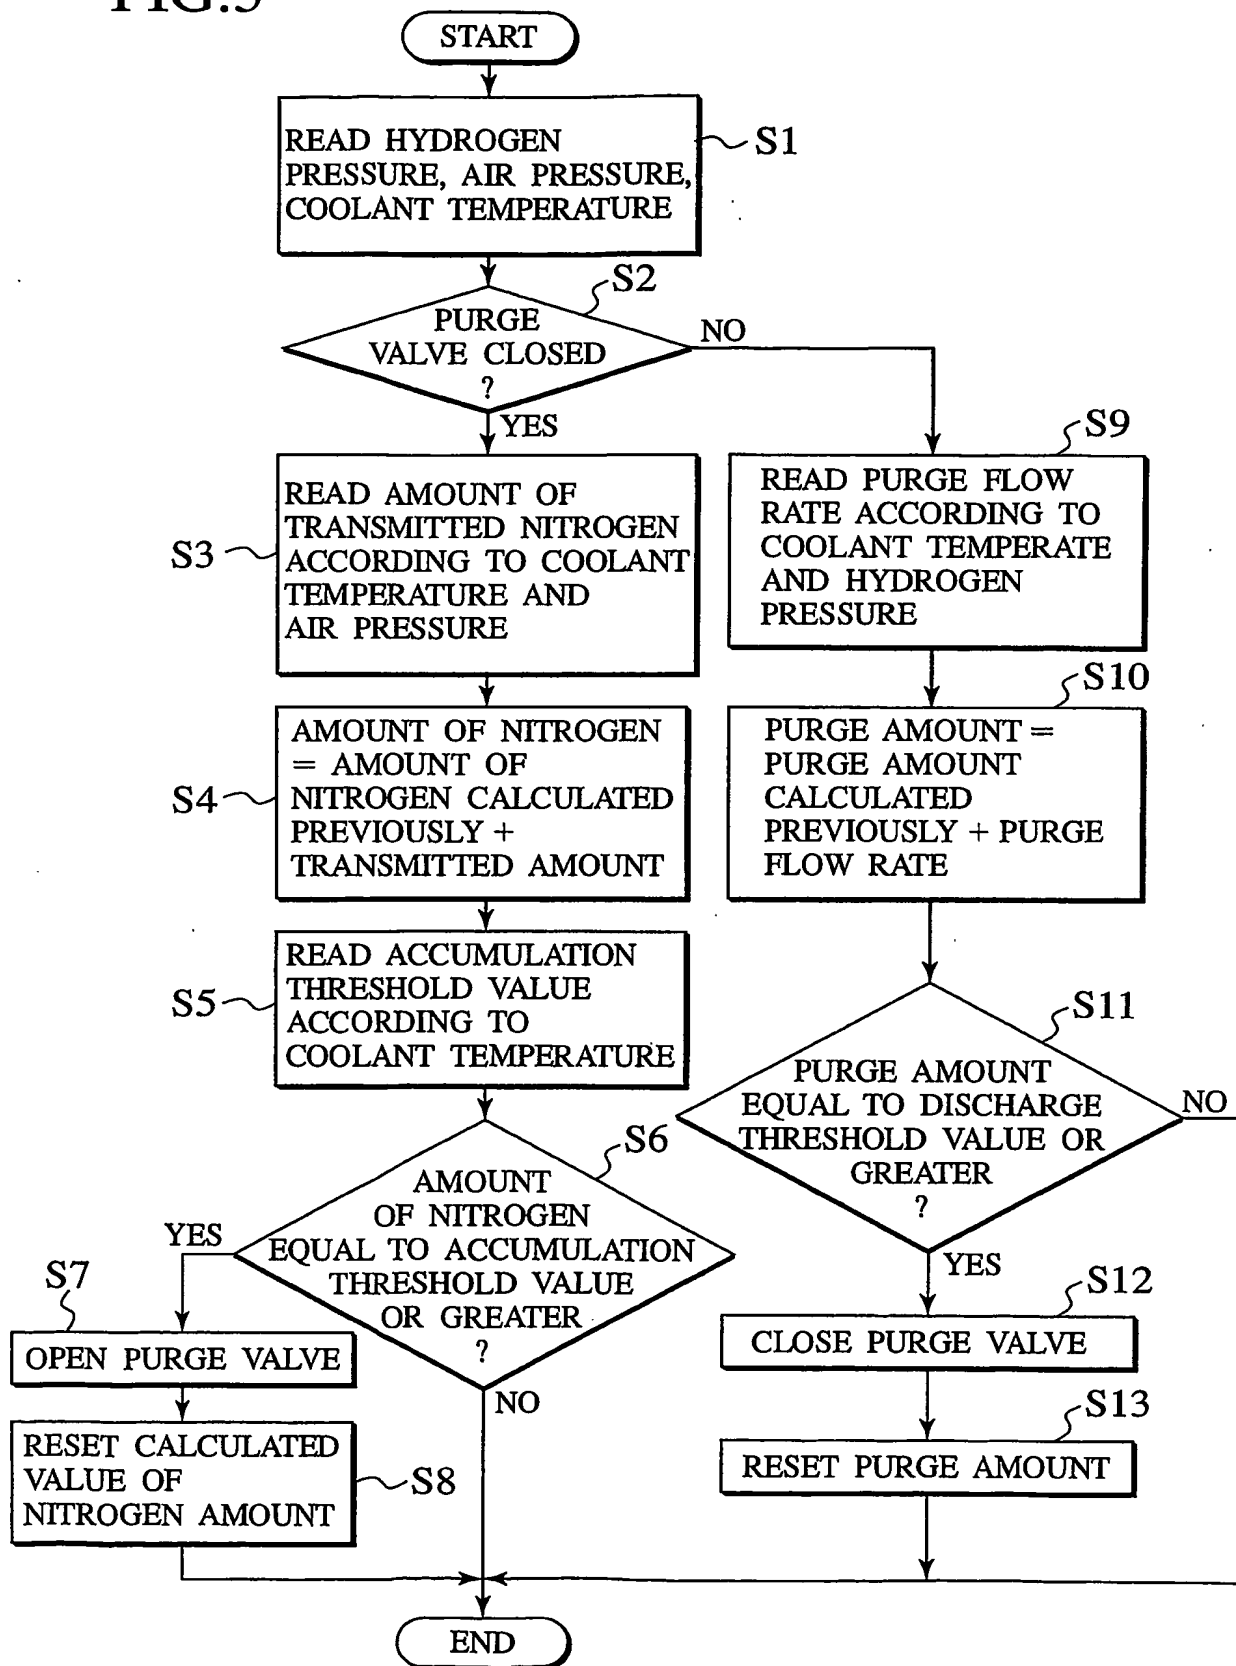 START
READ HYDROGEN
PRESSURE, AIR PRESSURE,
COOLANT TEMPERATURE
S1
PURGE
VALVE CLOSED
?
S2
NO
YES
READ AMOUNT OF
TRANSMITTED NITROGEN
ACCORDING TO COOLANT
TEMPERATURE AND
AIR PRESSURE
S3
AMOUNT OF NITROGEN
= AMOUNT OF
NITROGEN CALCULATED
PREVIOUSLY +
TRANSMITTED AMOUNT
S4
READ ACCUMULATION
THRESHOLD VALUE
ACCORDING TO
COOLANT TEMPERATURE
S5
AMOUNT
OF NITROGEN
EQUAL TO ACCUMULATION
THRESHOLD VALUE
OR GREATER
?
S6
YES
NO
S7
OPEN PURGE VALVE
RESET CALCULATED
VALUE OF
NITROGEN AMOUNT
S8
S9
READ PURGE FLOW
RATE ACCORDING TO
COOLANT TEMPERATE
AND HYDROGEN
PRESSURE
S10
PURGE AMOUNT =
PURGE AMOUNT
CALCULATED
PREVIOUSLY + PURGE
FLOW RATE
S11
PURGE AMOUNT
EQUAL TO DISCHARGE
THRESHOLD VALUE OR
GREATER
?
NO
YES
S12
CLOSE PURGE VALVE
S13
RESET PURGE AMOUNT
END